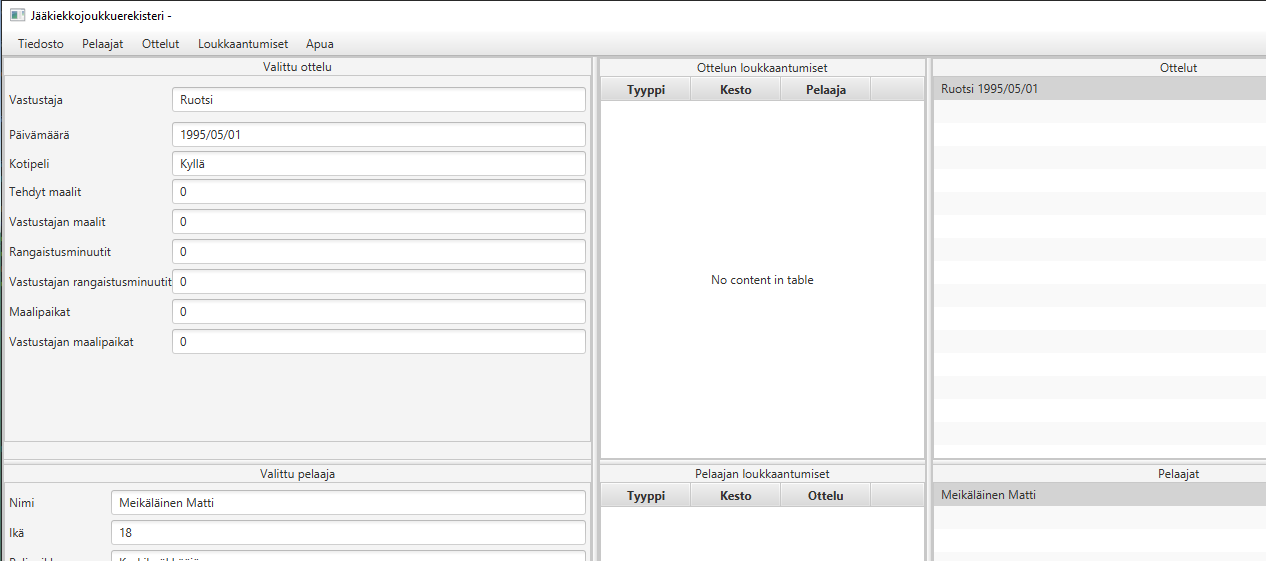 Jääkiekkojoukkuerekisteri -
Tiedosto Pelaajat Ottelut Loukkaantumiset Apua
Valittu ottelu
Vastustaja Ruotsi
Päivämäärä 1995/05/01
Kotipeli Kyllä
Tehdyt maalit 0
Vastustajan maalit 0
Rangaistusminuutit 0
Vastustajan rangaistusminuutit 0
Maalipaikat 0
Vastustajan maalipaikat 0
Ottelun loukkaantumiset
Tyyppi Kesto Pelaaja
No content in table
Ottelut
Ruotsi 1995/05/01
Valittu pelaaja
Nimi Meikäläinen Matti
Ikä 18
Pelaajan loukkaantumiset
Tyyppi Kesto Ottelu
Pelaajat
Meikäläinen Matti